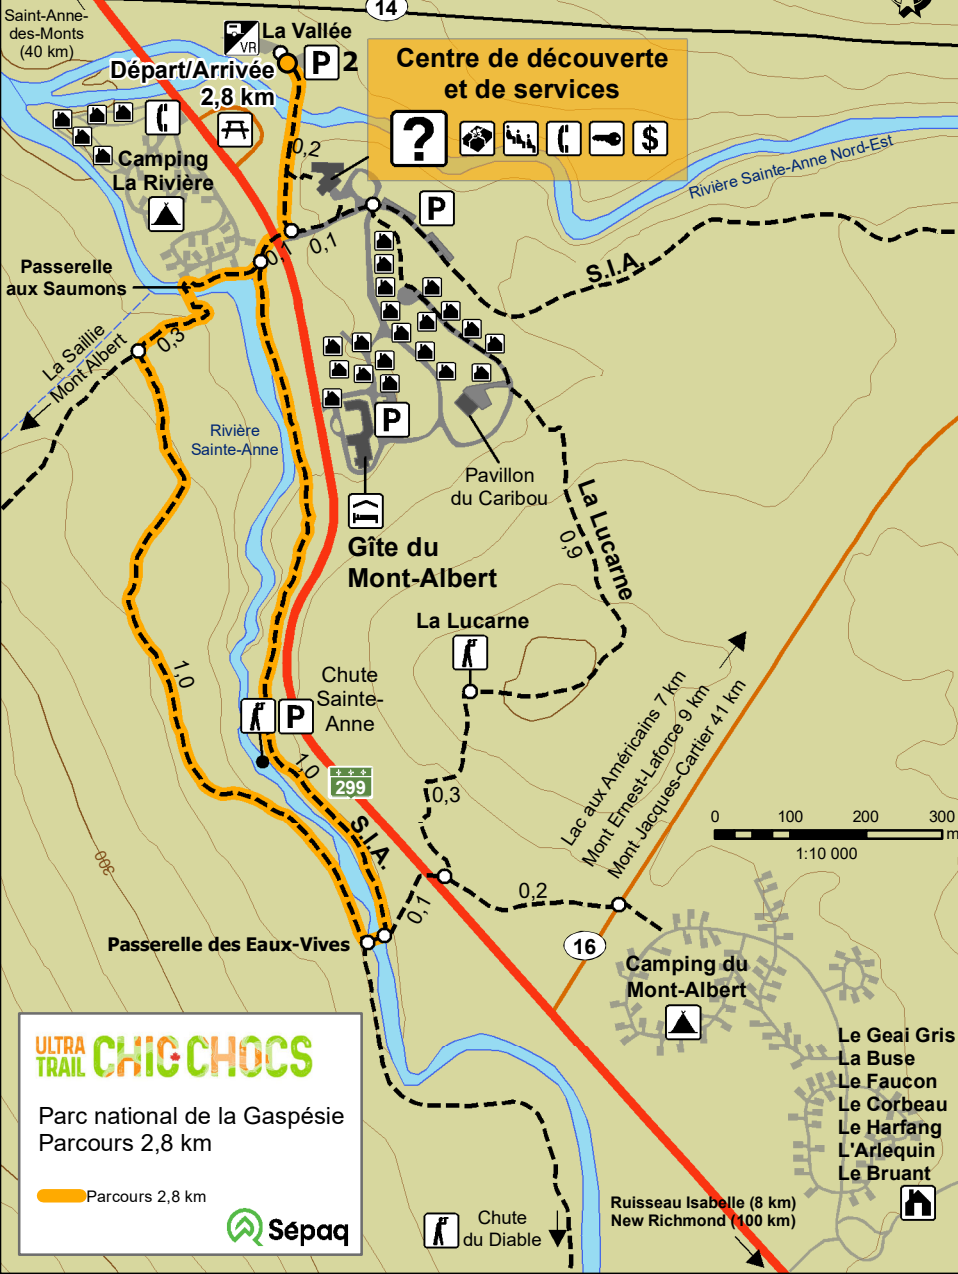 Saint-Anne-
des-Monts
(40 km)
14
VR
La Vallée
P 2
Départ/Arrivée
2,8 km
Centre de découverte
et de services
?
$
0,2
Camping
La Rivière
Rivière Sainte-Anne Nord-Est
P
0,1
0,1
S.I.A.
Passerelle
aux Saumons
La Saillie
Mont Albert
0,3
Rivière
Sainte-Anne
P
Pavillon
du Caribou
La Lucarne
0,9
Gîte du
Mont-Albert
La Lucarne
1,0
Chute
Sainte-
Anne
P
1,0
299
S.I.A.
0,3
Lac aux Américains 7 km
Mont Ernest-Laforce 9 km
Mont Jacques-Cartier 41 km
0 100 200 300
m
1:10 000
300
0,1
0,2
16
Passerelle des Eaux-Vives
Camping du
Mont-Albert
ULTRA
TRAIL
CHIC CHOCS
Parc national de la Gaspésie
Parcours 2,8 km
Parcours 2,8 km
Sépaq
Le Geai Gris
La Buse
Le Faucon
Le Corbeau
Le Harfang
L'Arlequin
Le Bruant
Ruisseau Isabelle (8 km)
New Richmond (100 km)
Chute
du Diable